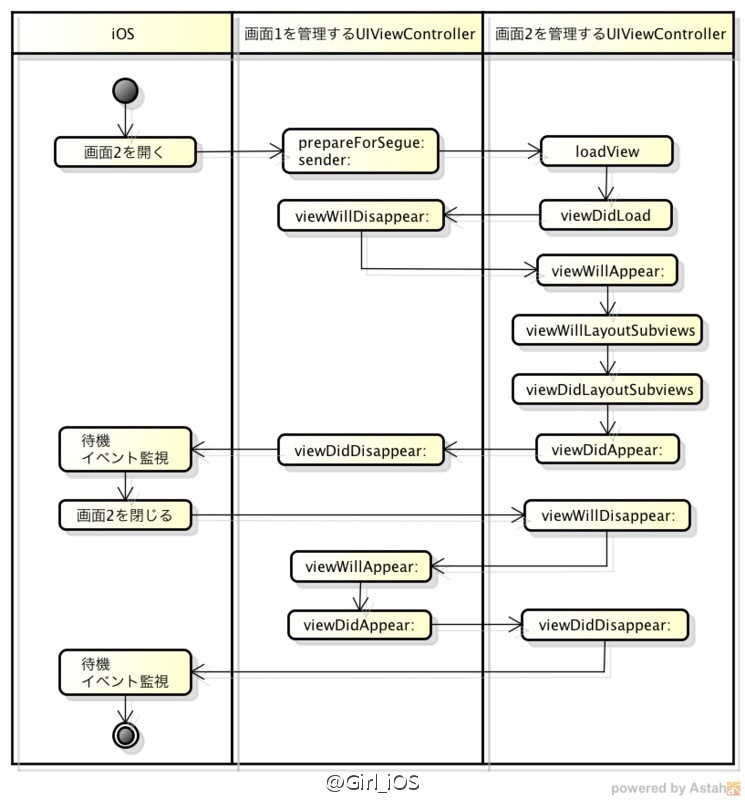 iOS
画面1を管理するUIViewController
画面2を管理するUIViewController
画面2を開く
prepareForSegue:
sender:
loadView
viewWillDisappear:
viewDidLoad
viewWillAppear:
viewWillLayoutSubviews
viewDidLayoutSubviews
待機
イベント監視
viewDidDisappear:
viewDidAppear:
画面2を閉じる
viewWillDisappear:
viewWillAppear:
viewDidAppear:
viewDidDisappear:
待機
イベント監視
@Girl_iOS
powered by Astah